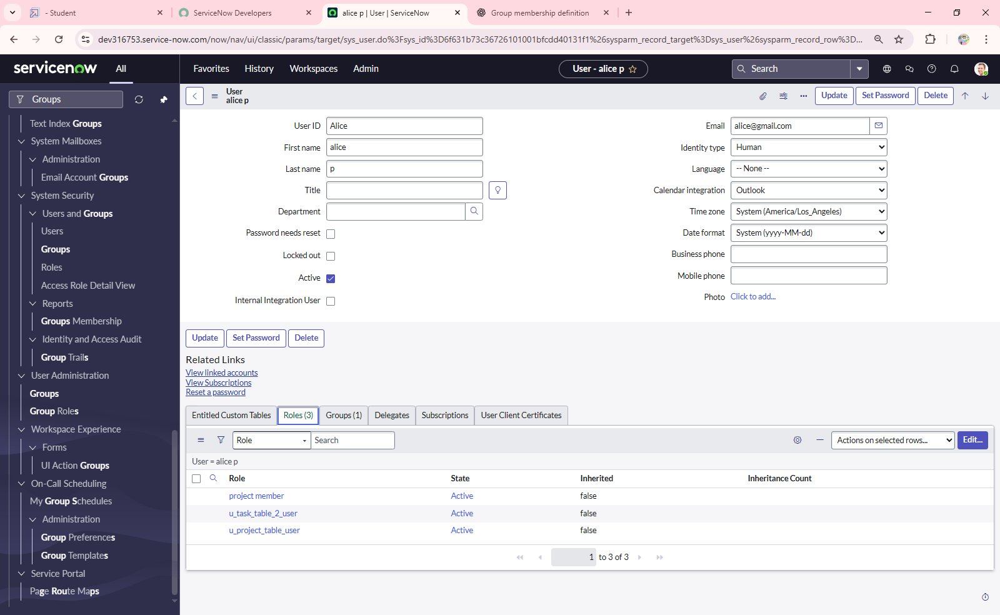 - Student
ServiceNow Developers
alice p | User | ServiceNow
Group membership definition
dev316753.service-now.com/now/nav/ui/classic/params/target/sys_user.do%3Fsys_id%3D6f631b73c36726101001bfcdd40131f1%26sysparm_record_target%3Dsys_user%26sysparm_record_row%3D...
servicenow
All
Favorites
History
Workspaces
Admin
User - alice p
Search
Groups
Text Index Groups
System Mailboxes
Administration
Email Account Groups
System Security
Users and Groups
Users
Groups
Roles
Access Role Detail View
Reports
Groups Membership
Identity and Access Audit
Group Trails
User Administration
Groups
Group Roles
Workspace Experience
Forms
UI Action Groups
On-Call Scheduling
My Group Schedules
Administration
Group Preferences
Group Templates
Service Portal
Page Route Maps
User
alice p
Update
Set Password
Delete
User ID
Alice
First name
alice
Last name
p
Title
Department
Password needs reset
Locked out
Active
Internal Integration User
Email
alice@gmail.com
Identity type
Human
Language
-- None --
Calendar integration
Outlook
Time zone
System (America/Los_Angeles)
Date format
System (yyyy-MM-dd)
Business phone
Mobile phone
Photo
Click to add...
Update
Set Password
Delete
Related Links
View linked accounts
View Subscriptions
Reset a password
Entitled Custom Tables
Roles (3)
Groups (1)
Delegates
Subscriptions
User Client Certificates
Role
Search
Actions on selected rows...
Edit...
User = alice p
Role State Inherited Inheritance Count
project member Active false
u_task_table_2_user Active false
u_project_table_user Active false
1 to 3 of 3